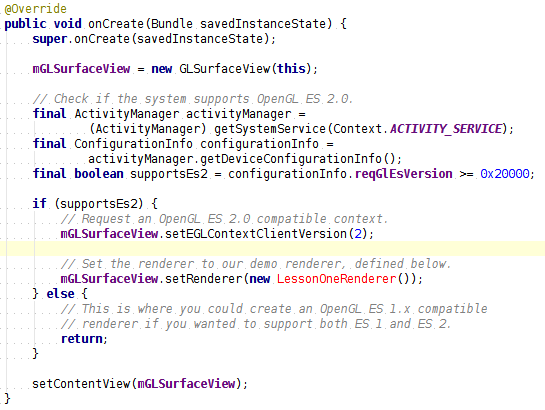 @Override
public void onCreate(Bundle savedInstanceState) {
    super.onCreate(savedInstanceState);

    mGLSurfaceView = new GLSurfaceView(this);

    // Check if the system supports OpenGL ES 2.0.
    final ActivityManager activityManager =
            (ActivityManager) getSystemService(Context.ACTIVITY_SERVICE);
    final ConfigurationInfo configurationInfo =
            activityManager.getDeviceConfigurationInfo();
    final boolean supportsEs2 = configurationInfo.reqGlEsVersion >= 0x20000;

    if (supportsEs2) {
        // Request an OpenGL ES 2.0 compatible context.
        mGLSurfaceView.setEGLContextClientVersion(2);

        // Set the renderer to our demo renderer, defined below.
        mGLSurfaceView.setRenderer(new LessonOneRenderer());
    } else {
        // This is where you could create an OpenGL ES 1.x compatible
        // renderer if you wanted to support both ES 1 and ES 2.
        return;
    }

    setContentView(mGLSurfaceView);
}